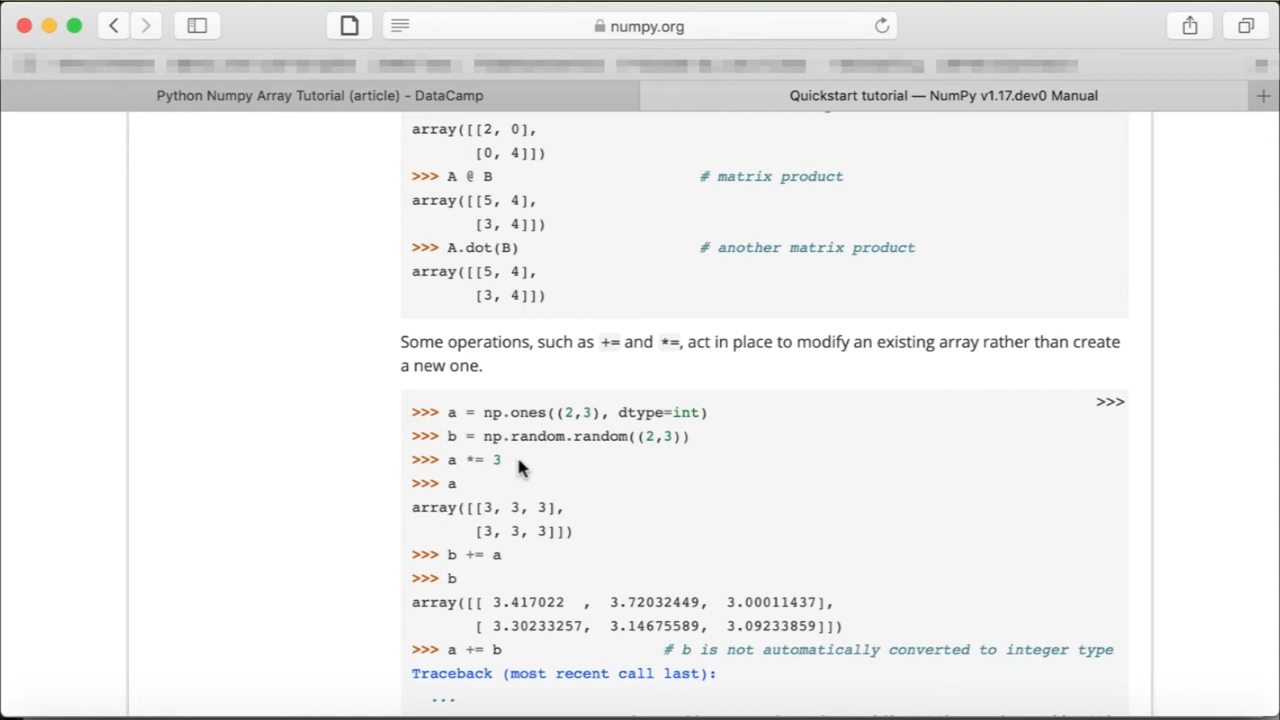 numpy.org
Python Numpy Array Tutorial (article) - DataCamp
Quickstart tutorial — NumPy v1.17.dev0 Manual
array([[2, 0],
[0, 4]])
>>> A @ B # matrix product
array([[5, 4],
[3, 4]])
>>> A.dot(B) # another matrix product
array([[5, 4],
[3, 4]])
Some operations, such as += and *=, act in place to modify an existing array rather than create
a new one.
>>>
>>> a = np.ones((2,3), dtype=int)
>>> b = np.random.random((2,3))
>>> a *= 3
>>> a
array([[3, 3, 3],
[3, 3, 3]])
>>> b += a
>>> b
array([[ 3.417022 , 3.72032449, 3.00011437],
[ 3.30233257, 3.14675589, 3.09233859]])
>>> a += b # b is not automatically converted to integer type
Traceback (most recent call last):
...